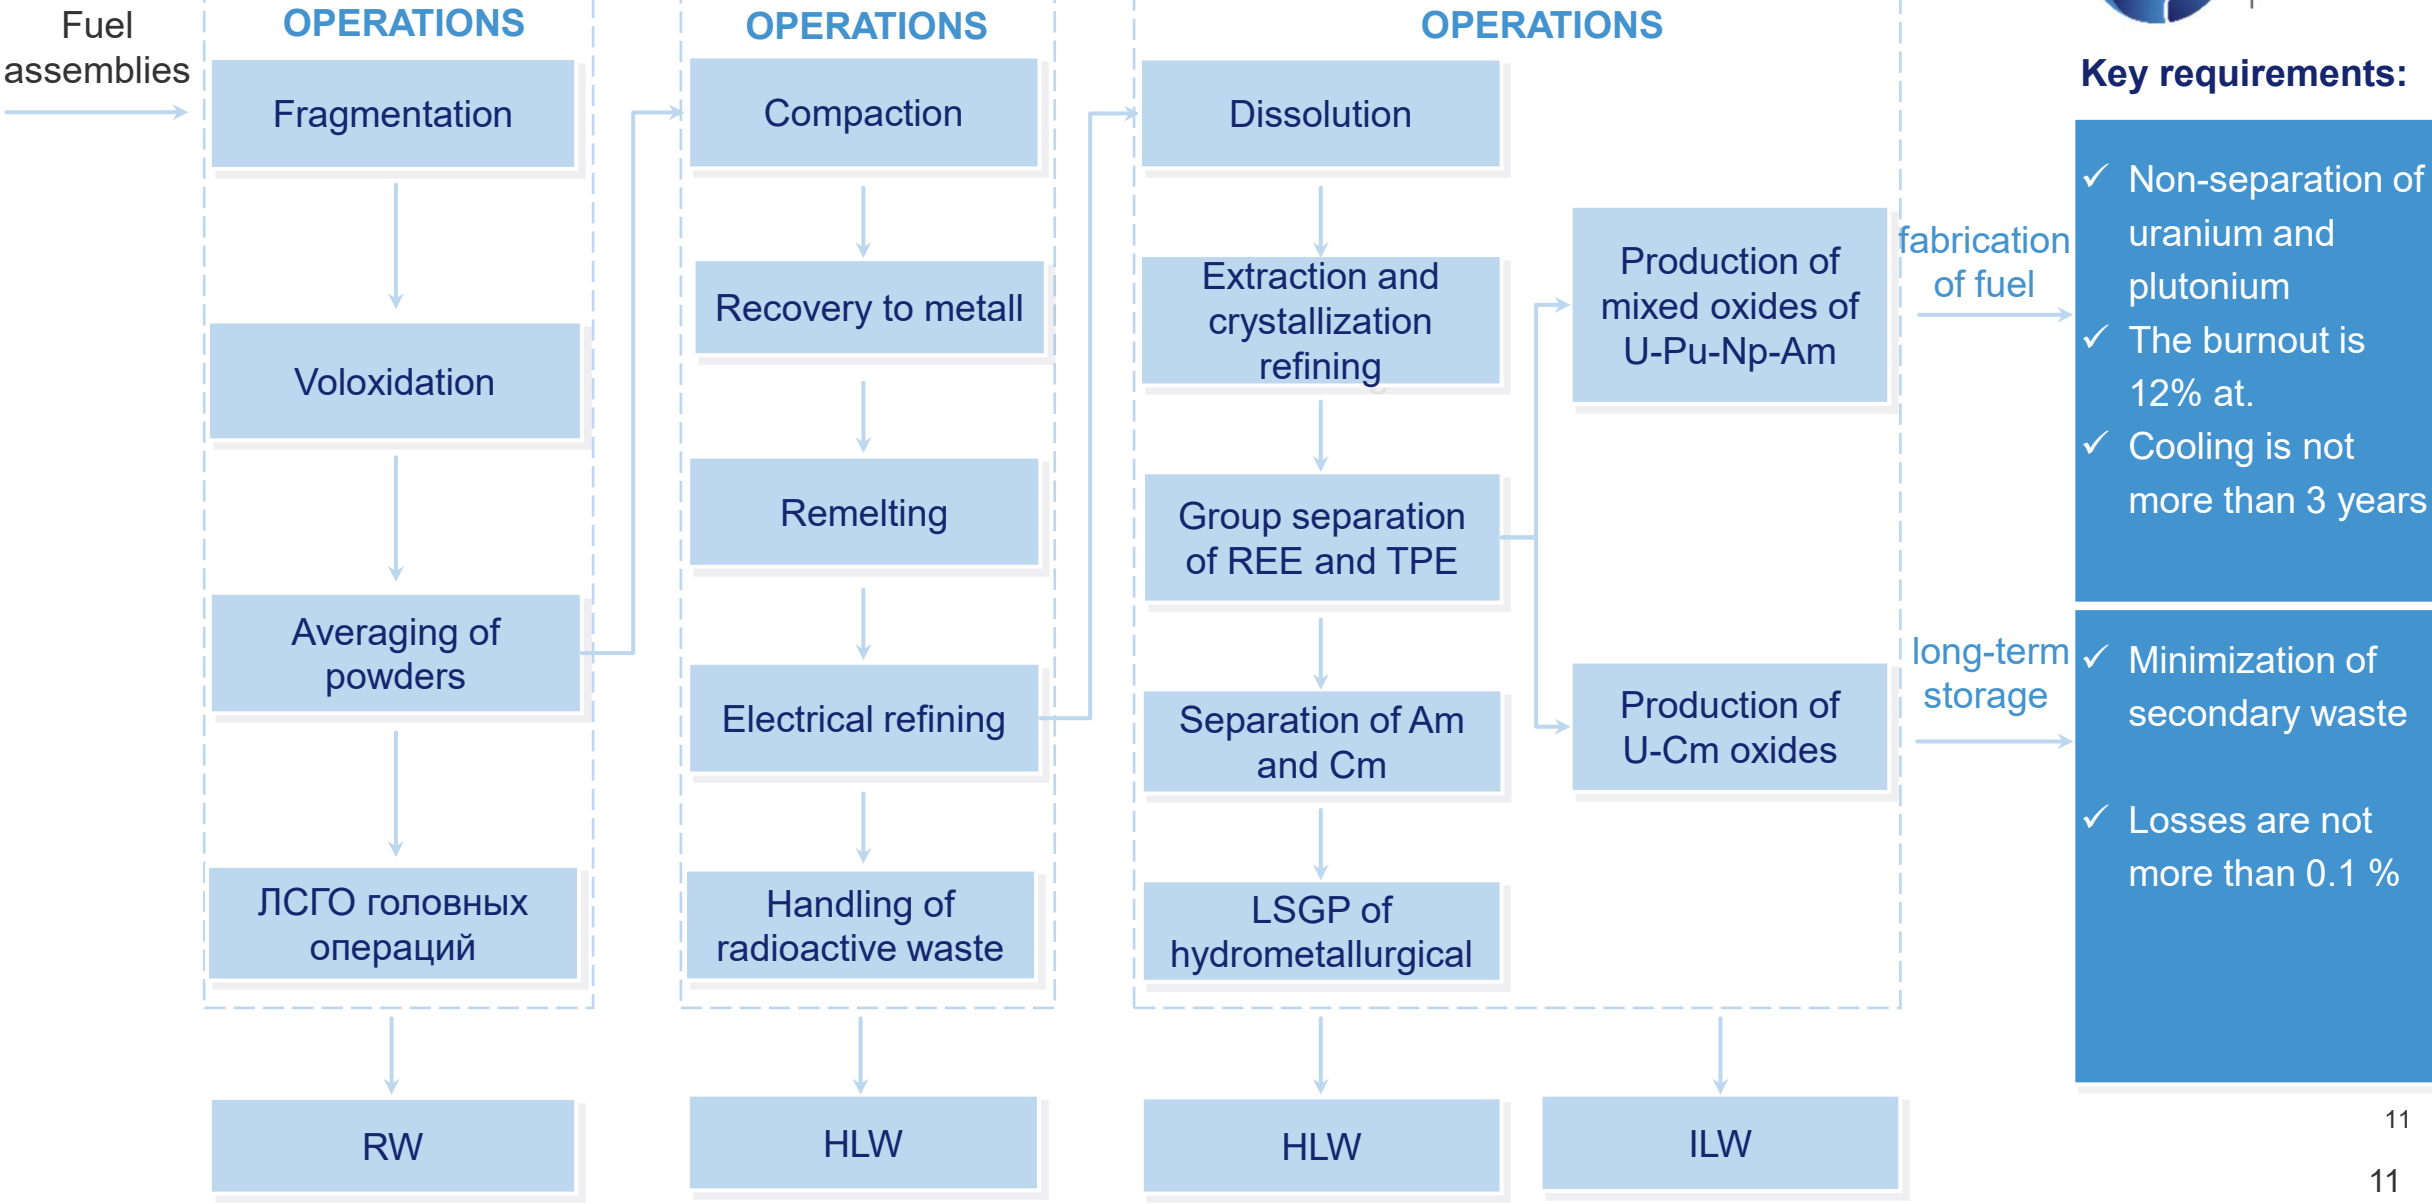 Fuel
assemblies
OPERATIONS
Fragmentation
Voloxidation
Averaging of
powders
ЛСГО головных
операций
RW
OPERATIONS
Compaction
Recovery to metall
Remelting
Electrical refining
Handling of
radioactive waste
HLW
OPERATIONS
Dissolution
Extraction and
crystallization
refining
Group separation
of REE and TPE
Separation of Am
and Cm
LSGP of
hydrometallurgical
HLW
Production of
mixed oxides of
U-Pu-Np-Am
Production of
U-Cm oxides
ILW
fabrication
of fuel
long-term
storage
Key requirements:
✓ Non-separation of
uranium and
plutonium
✓ The burnout is
12% at.
✓ Cooling is not
more than 3 years
✓ Minimization of
secondary waste
✓ Losses are not
more than 0.1 %
11
11